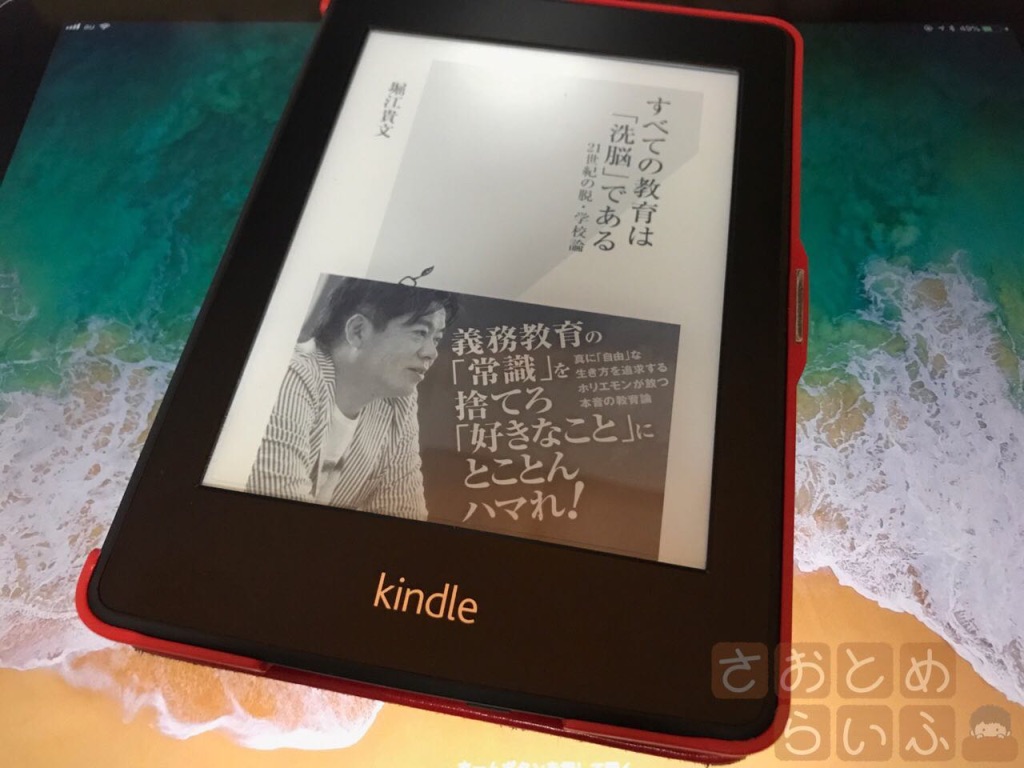 au
49%
すべての教育は
「洗脳」である
21世紀の脱・学校論
堀江貴文
義務教育の
「常識」を
捨てろ
「好きなこと」に
とことん
ハマれ!
真に「自由」な
生き方を追求する
ホリエモンが放つ
本音の教育論
kindle
さおとめ
らいふ